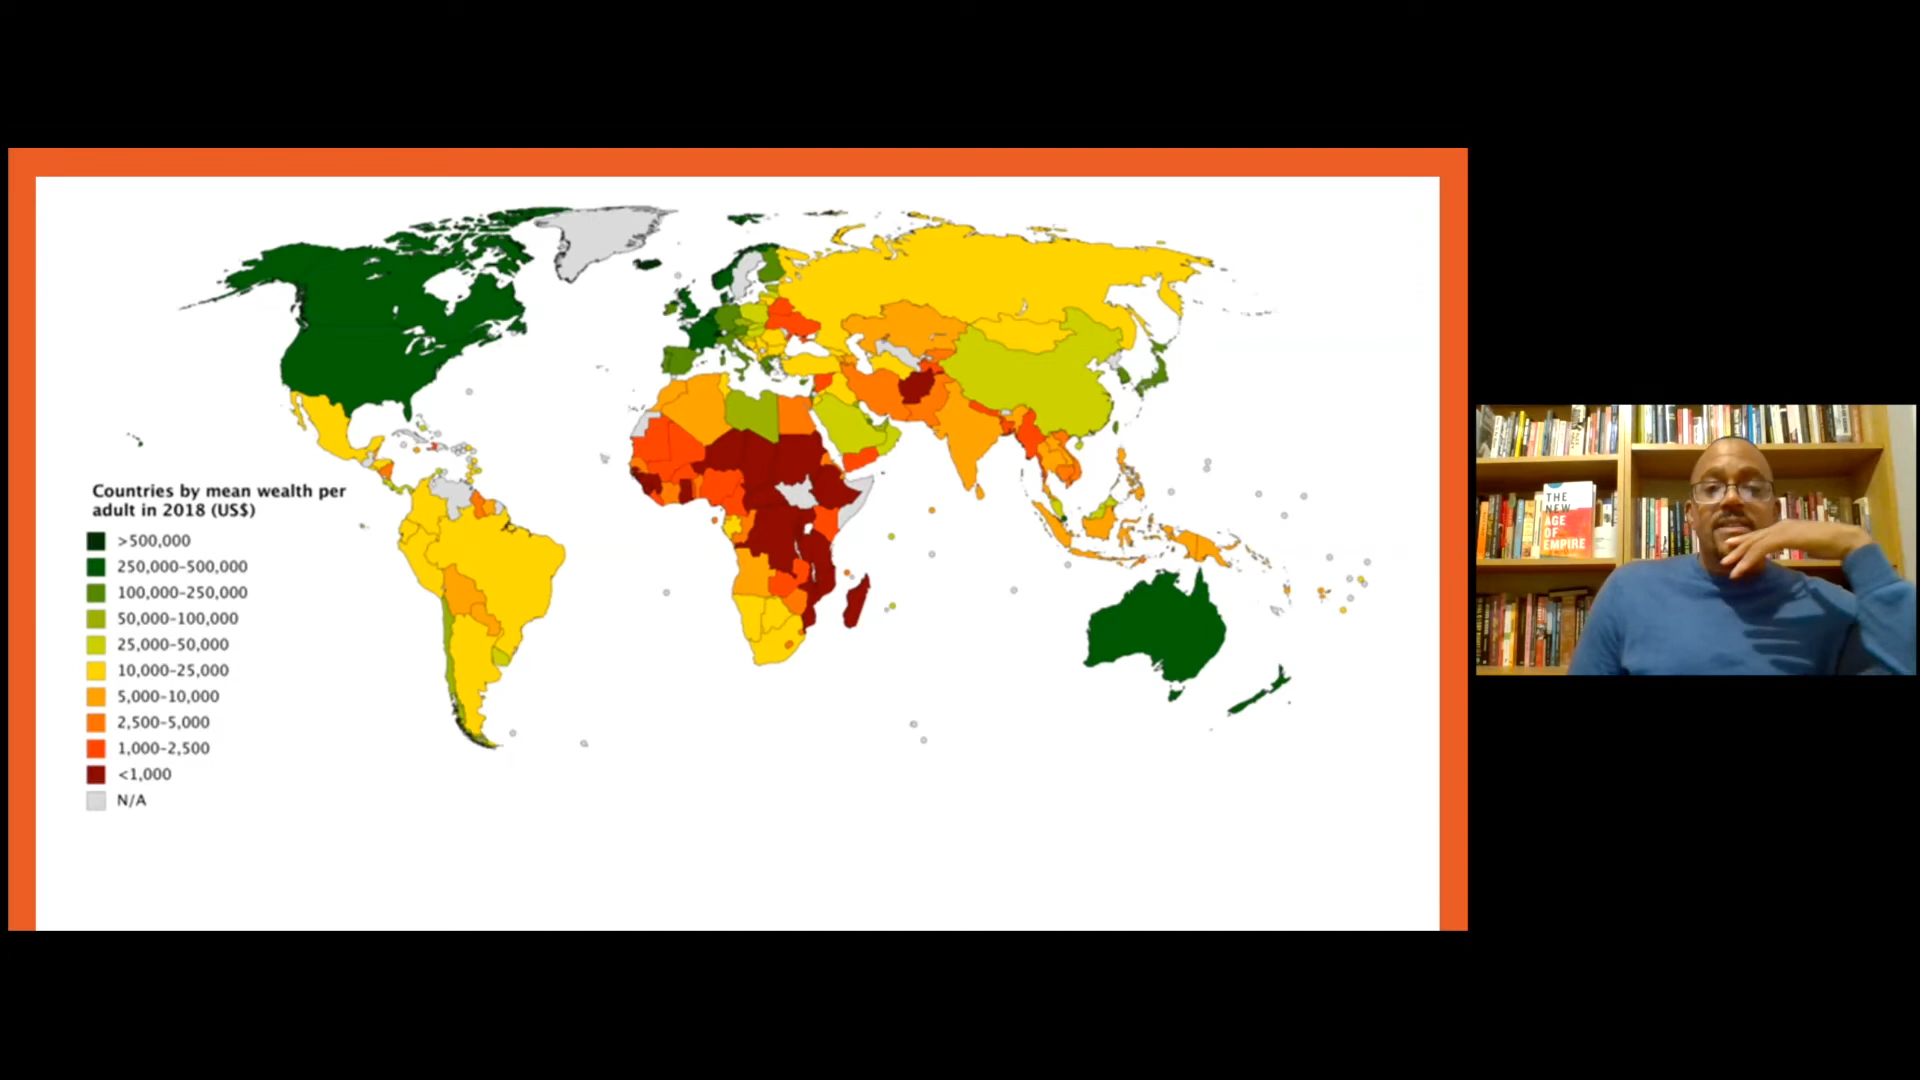 Countries by mean wealth per
adult in 2018 (US$)
>500,000
250,000–500,000
100,000–250,000
50,000–100,000
25,000–50,000
10,000–25,000
5,000–10,000
2,500–5,000
1,000–2,500
<1,000
N/A
THE
NEW
AGE
OF
EMPIRE